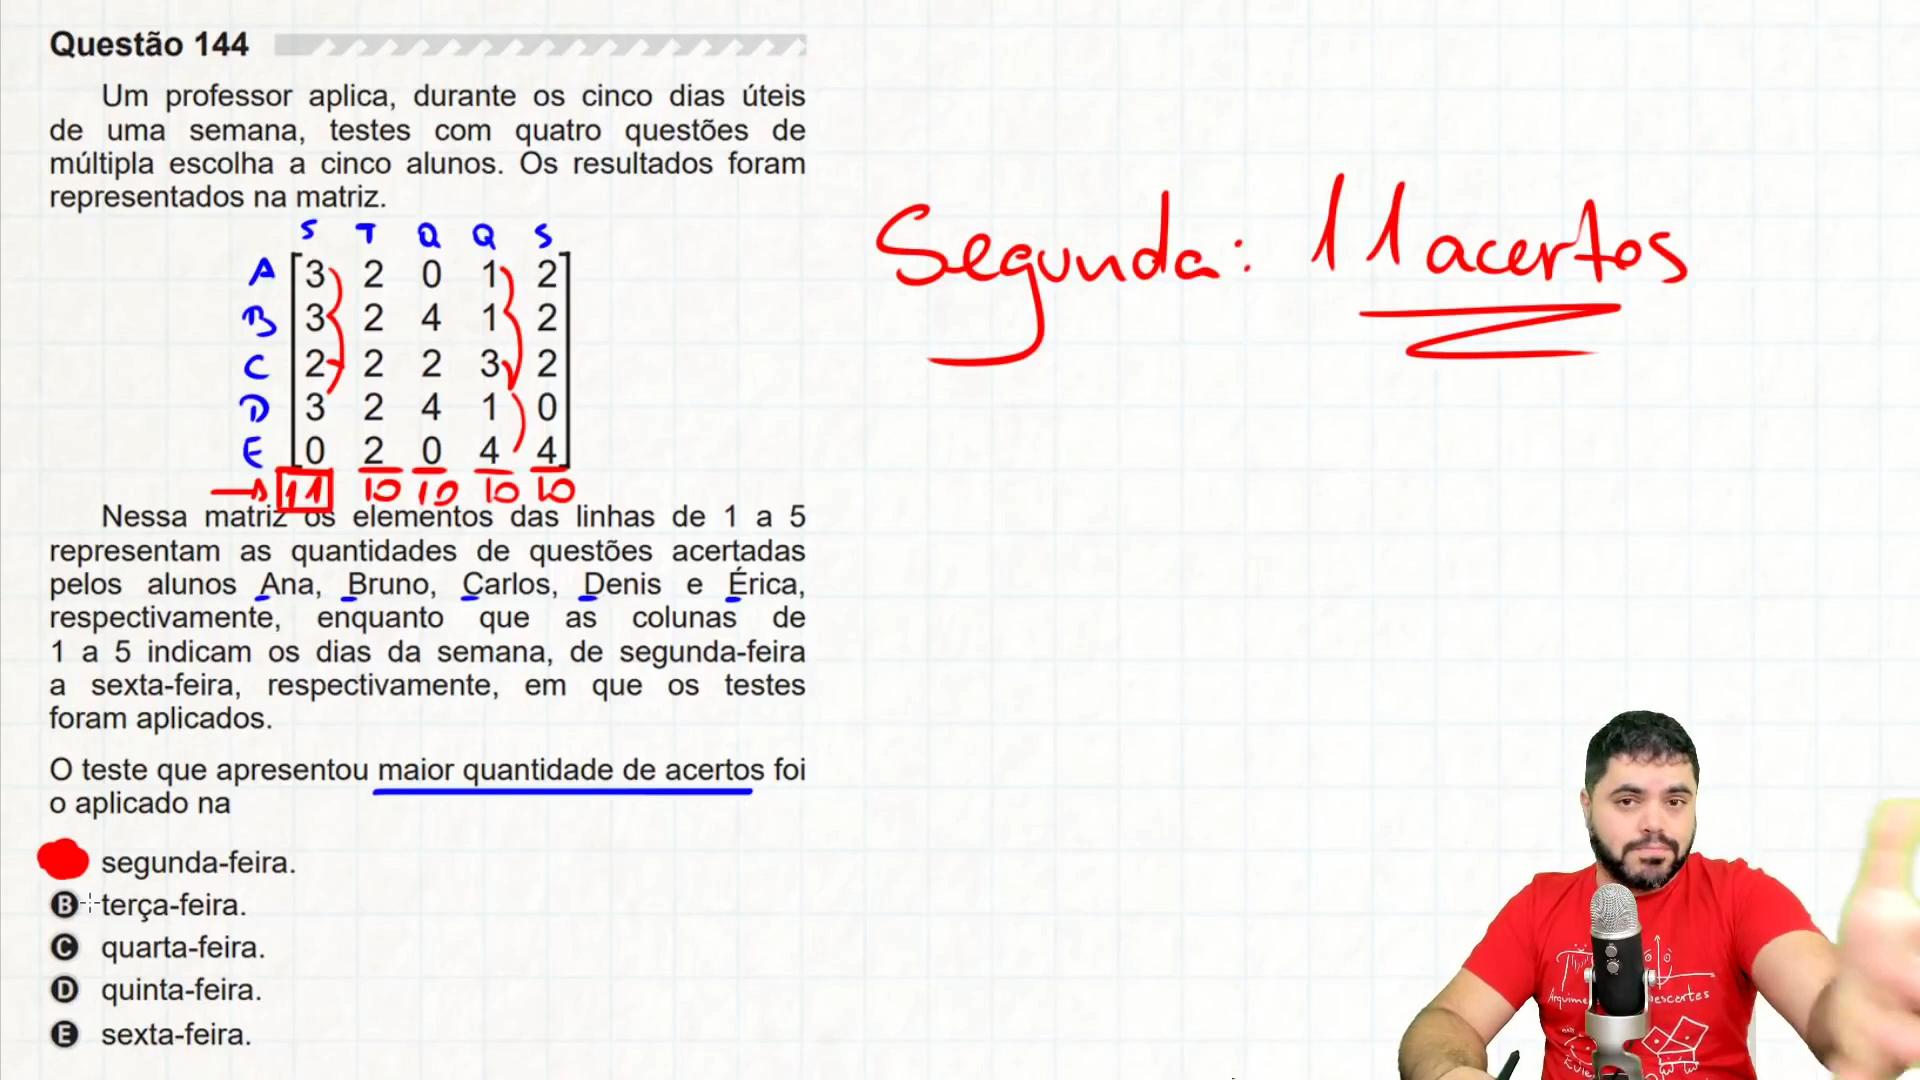 Questão 144
Um professor aplica, durante os cinco dias úteis
de uma semana, testes com quatro questões de
múltipla escolha a cinco alunos. Os resultados foram
representados na matriz.
S T Q Q S
A 3 2 0 1 2
B 3 2 4 1 2
C 2 2 2 3 2
D 3 2 4 1 0
E 0 2 0 4 4
11 10 10 10 10
Nessa matriz os elementos das linhas de 1 a 5
representam as quantidades de questões acertadas
pelos alunos Ana, Bruno, Carlos, Denis e Érica,
respectivamente, enquanto que as colunas de
1 a 5 indicam os dias da semana, de segunda-feira
a sexta-feira, respectivamente, em que os testes
foram aplicados.
O teste que apresentou maior quantidade de acertos foi
o aplicado na
segunda-feira.
B terça-feira.
C quarta-feira.
D quinta-feira.
E sexta-feira.
Segunda: 11 acertos